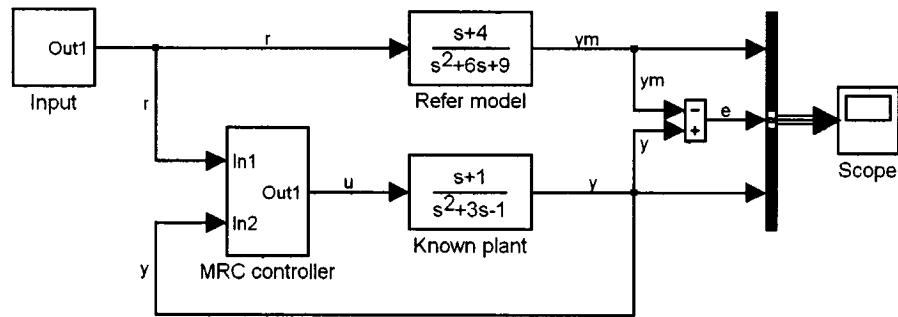 Out1
Input
r
s+4
s²+6s+9
Refer model
ym
ym
-
+
e
y
Scope
r
In1
In2
Out1
MRC controller
u
s+1
s²+3s-1
Known plant
y
y